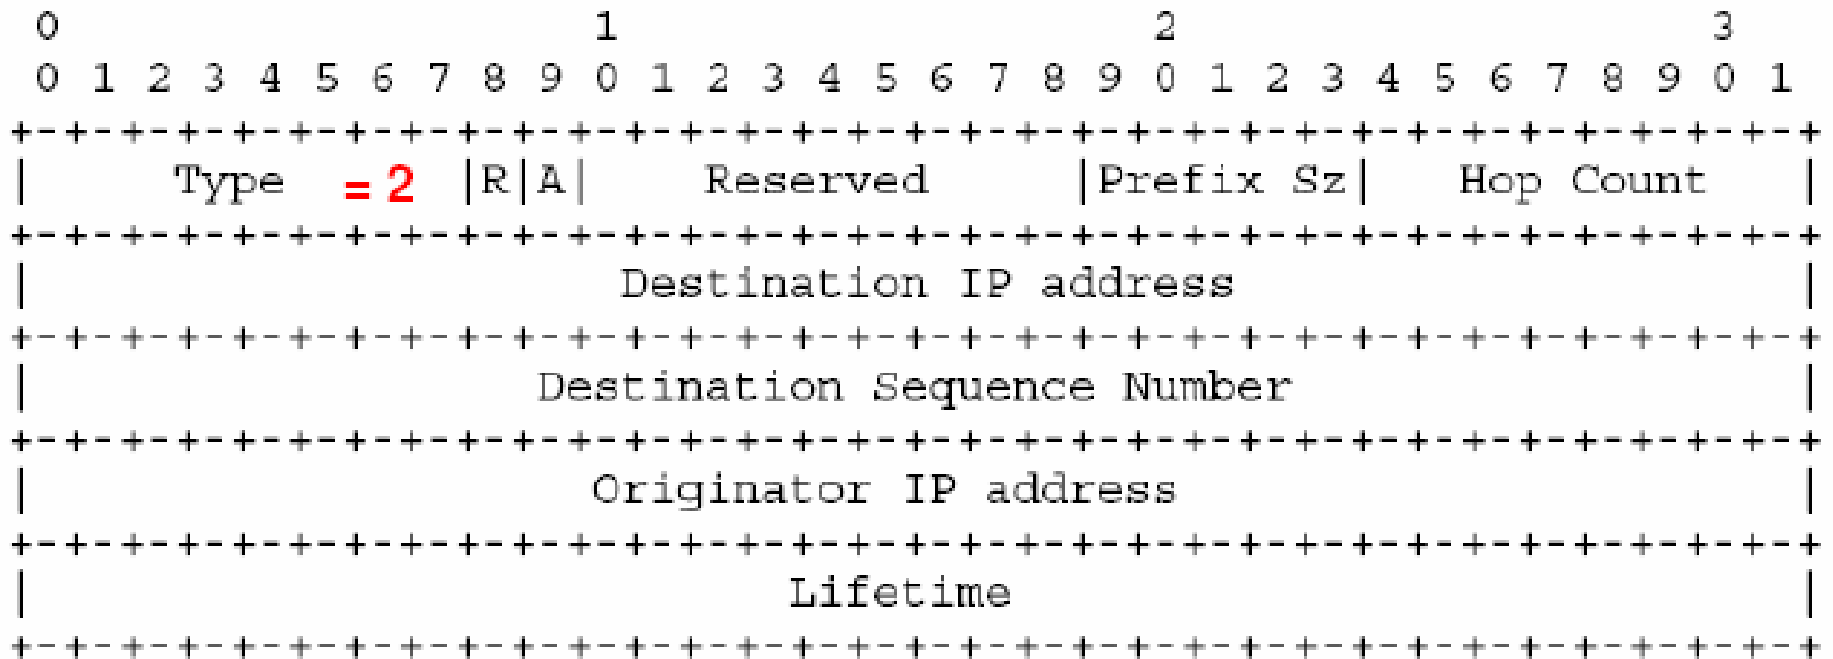 0 1 2 3
0 1 2 3 4 5 6 7 8 9 0 1 2 3 4 5 6 7 8 9 0 1 2 3 4 5 6 7 8 9 0 1
+-+-+-+-+-+-+-+-+-+-+-+-+-+-+-+-+-+-+-+-+-+-+-+-+-+-+-+-+-+-+-+-+
| Type = 2 |R|A| Reserved |Prefix Sz| Hop Count |
+-+-+-+-+-+-+-+-+-+-+-+-+-+-+-+-+-+-+-+-+-+-+-+-+-+-+-+-+-+-+-+-+
| Destination IP address |
+-+-+-+-+-+-+-+-+-+-+-+-+-+-+-+-+-+-+-+-+-+-+-+-+-+-+-+-+-+-+-+-+
| Destination Sequence Number |
+-+-+-+-+-+-+-+-+-+-+-+-+-+-+-+-+-+-+-+-+-+-+-+-+-+-+-+-+-+-+-+-+
| Originator IP address |
+-+-+-+-+-+-+-+-+-+-+-+-+-+-+-+-+-+-+-+-+-+-+-+-+-+-+-+-+-+-+-+-+
| Lifetime |
+-+-+-+-+-+-+-+-+-+-+-+-+-+-+-+-+-+-+-+-+-+-+-+-+-+-+-+-+-+-+-+-+